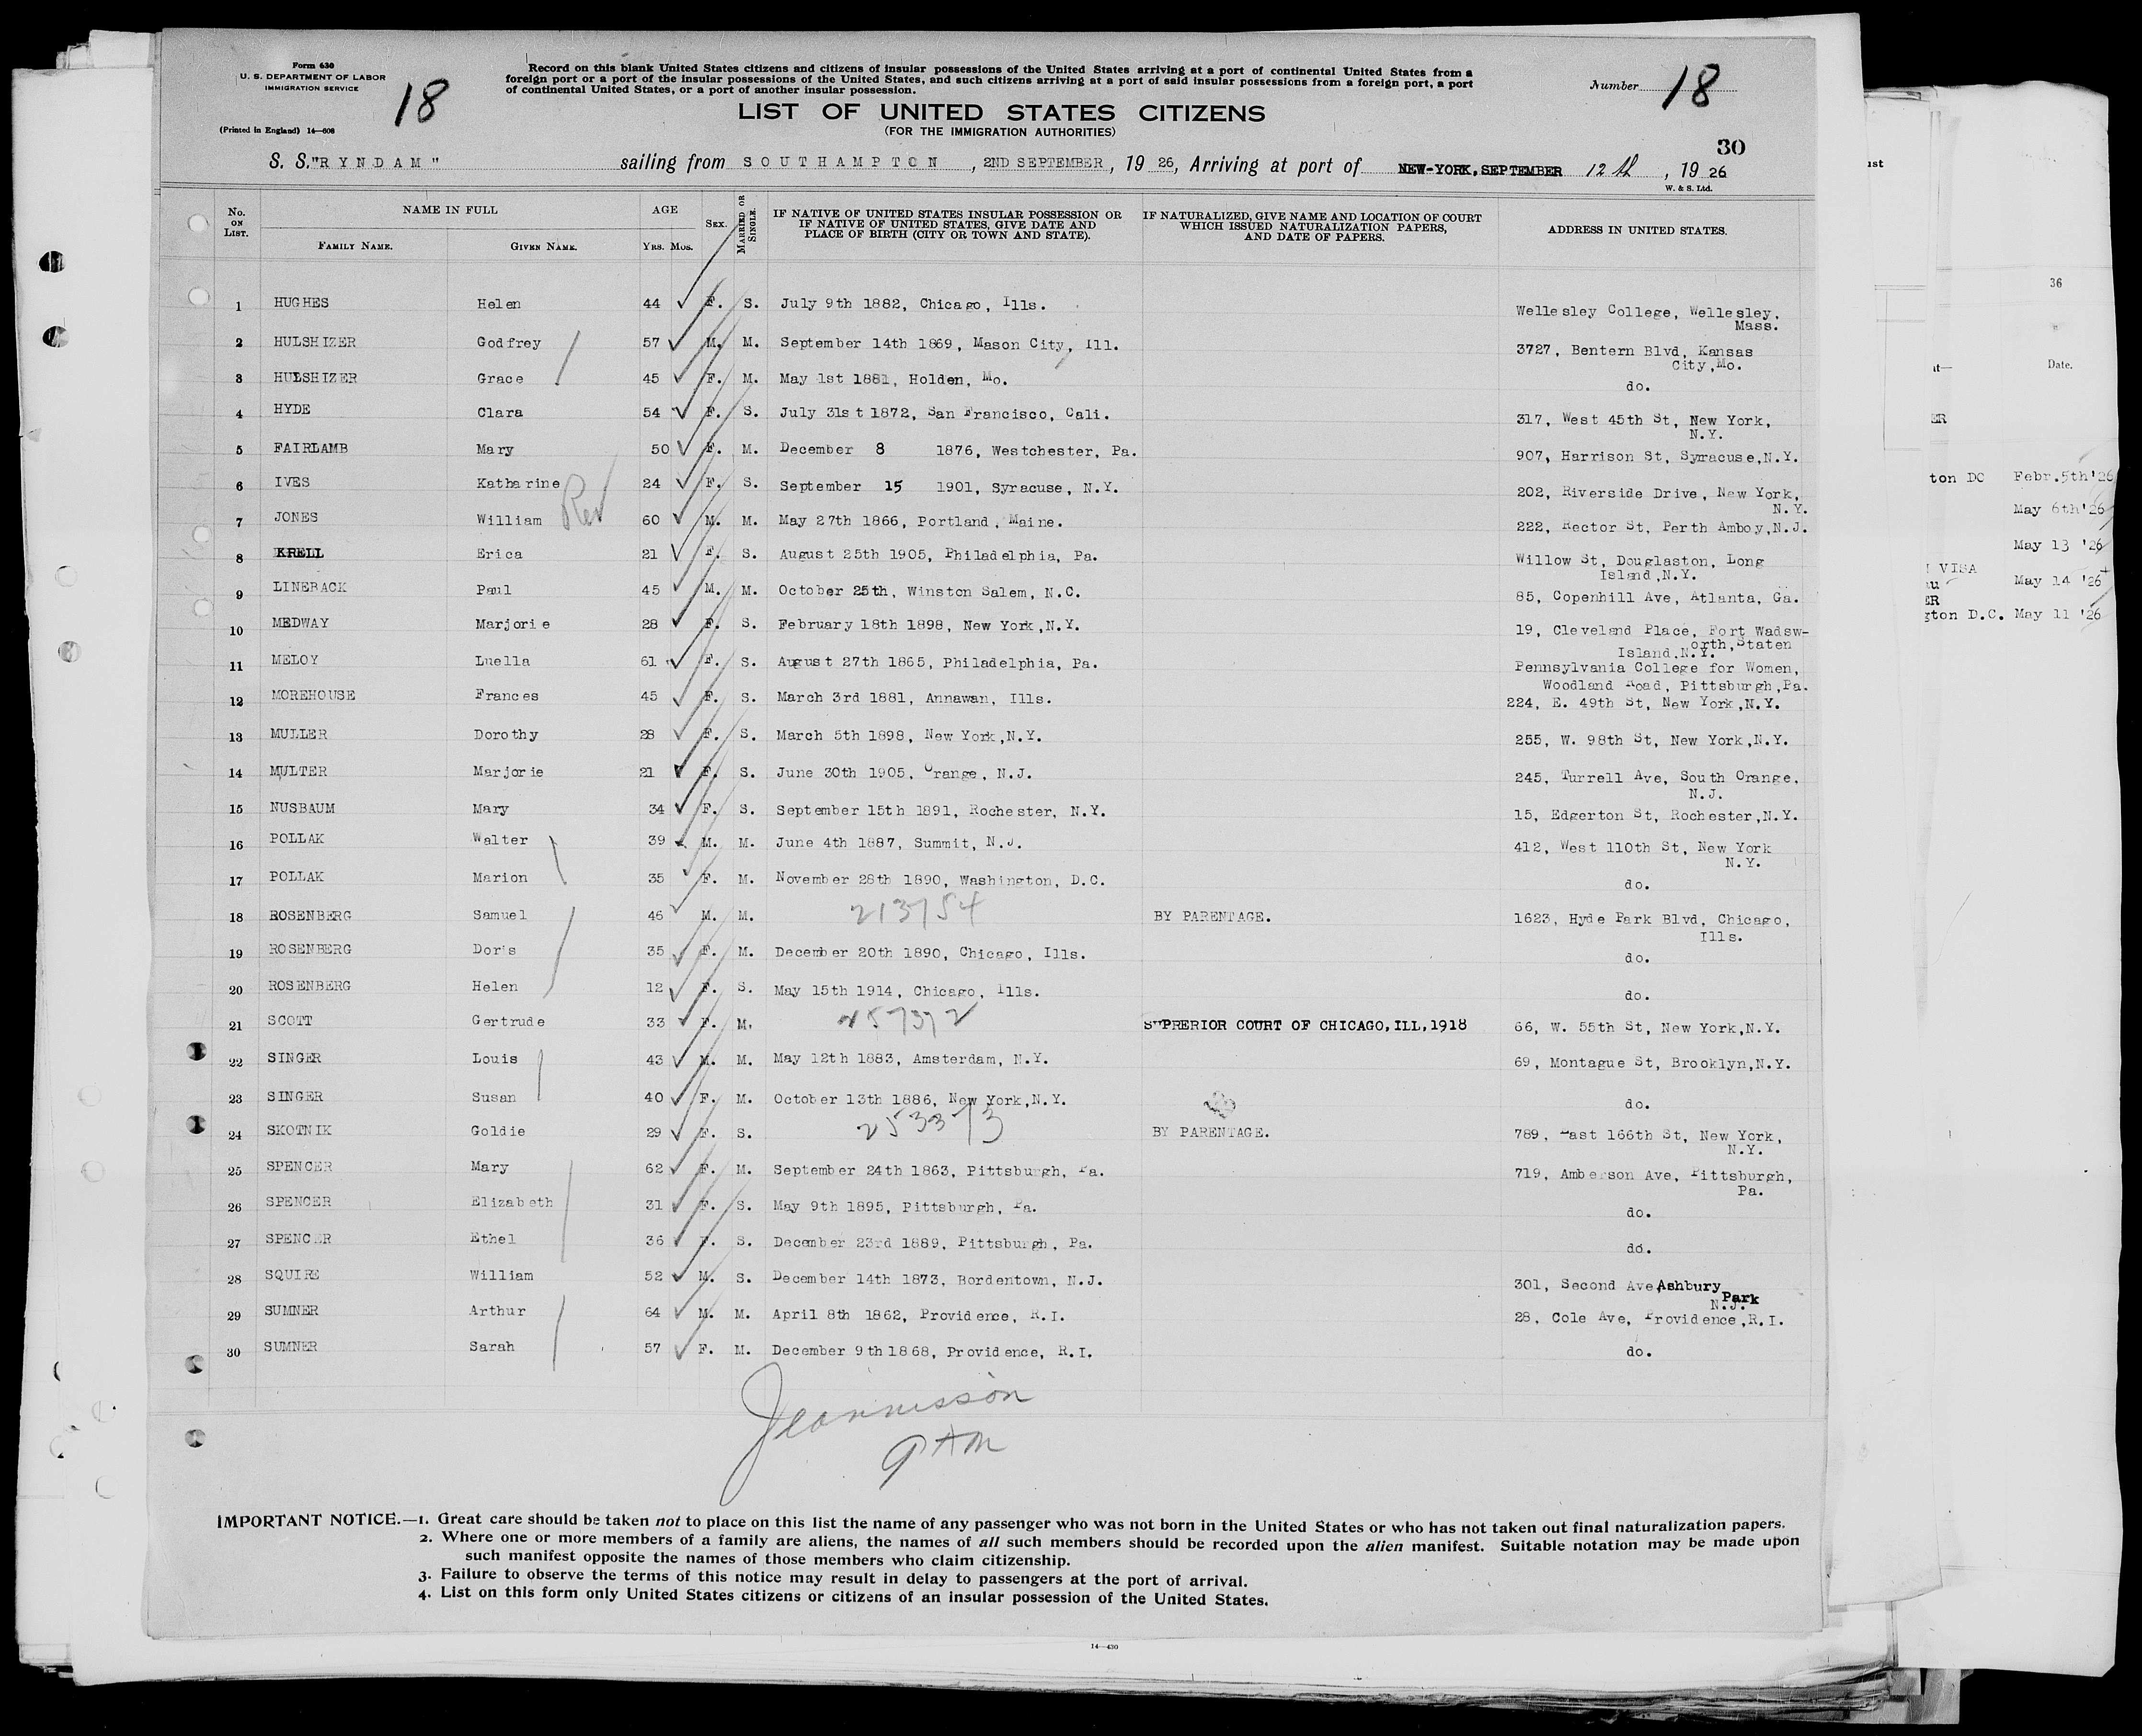 Form 630
U. S. DEPARTMENT OF LABOR
IMMIGRATION SERVICE
(Printed in England) 14—608
18
Record on this blank United States citizens and citizens of insular possessions of the United States arriving at a port of continental United States from a
foreign port or a port of the insular possessions of the United States, and such citizens arriving at a port of said insular possessions from a foreign port, a port
of continental United States, or a port of another insular possession.
Number 18
LIST OF UNITED STATES CITIZENS
(FOR THE IMMIGRATION AUTHORITIES)
30
S. S. "RYNDAM" sailing from SOUTHAMPTON, 2ND SEPTEMBER, 1926, Arriving at port of NEW-YORK, SEPTEMBER 12th, 1926
W. & S. Ltd.
No. ON LIST. NAME IN FULL AGE SEX. MARRIED OR SINGLE. IF NATIVE OF UNITED STATES INSULAR POSSESSION OR IF NATIVE OF UNITED STATES, GIVE DATE AND PLACE OF BIRTH (CITY OR TOWN AND STATE). IF NATURALIZED, GIVE NAME AND LOCATION OF COURT WHICH ISSUED NATURALIZATION PAPERS, AND DATE OF PAPERS. ADDRESS IN UNITED STATES.
FAMILY NAME. GIVEN NAME. YRS. MOS.
1 HUGHES Helen 44 F. S. July 9th 1882, Chicago, Ills. Wellesley College, Wellesley,
Mass.
2 HULSHIZER Godfrey 57 M. M. September 14th 1869, Mason City, Ill. 3727, Bentern Blvd, Kansas
City,Mo.
3 HULSHIZER Grace 45 F. M. May 1st 1881, Holden, Mo. do.
4 HYDE Clara 54 F. S. July 31st 1872, San Francisco, Cali. 317, West 45th St, New York,
N.Y.
5 FAIRLAMB Mary 50 F. M. December 8 1876, Westchester, Pa. 907, Harrison St, Syracuse,N.Y.
6 IVES Katharine 24 F. S. September 15 1901, Syracuse, N.Y. 202, Riverside Drive, New York,
N.Y.
Rev
7 JONES William 60 M. M. May 27th 1866, Portland, Maine. 222, Rector St, Perth Amboy,N.J.
8 KRELL Erica 21 F. S. August 25th 1905, Philadelphia, Pa. Willow St, Douglaston, Long
Island,N.Y.
9 LINEBACK Paul 45 M. M. October 25th, Winston Salem, N.C. 85, Copenhill Ave, Atlanta, Ga.
10 MEDWAY Marjorie 28 F. S. February 18th 1898, New York,N.Y. 19, Cleveland Place, Fort Wadsw-
orth,Staten
Island.N.Y.
11 MELOY Luella 61 F. S. August 27th 1865, Philadelphia, Pa. Pennsylvania College for Women,
Woodland Road, Pittsburgh,Pa.
12 MOREHOUSE Frances 45 F. S. March 3rd 1881, Annawan, Ills. 224, E. 49th St, New York,N.Y.
13 MULLER Dorothy 28 F. S. March 5th 1898, New York,N.Y. 255, W. 98th St, New York,N.Y.
14 MULTER Marjorie 21 F. S. June 30th 1905, Orange, N.J. 245, Turrell Ave, South Orange,
N.J.
15 NUSBAUM Mary 34 F. S. September 15th 1891, Rochester, N.Y. 15, Edgerton St, Rochester,N.Y.
16 POLLAK Walter 39 M. M. June 4th 1887, Summit, N.J. 412, West 110th St, New York
N.Y.
17 POLLAK Marion 35 F. M. November 28th 1890, Washington, D.C. do.
18 ROSENBERG Samuel 46 M. M. 213754 BY PARENTAGE. 1623, Hyde Park Blvd, Chicago,
Ills.
19 ROSENBERG Doris 35 F. M. December 20th 1890, Chicago, Ills. do.
20 ROSENBERG Helen 12 F. S. May 15th 1914, Chicago, Ills. do.
21 SCOTT Gertrude 33 F. M. 257372 SUPRERIOR COURT OF CHICAGO,ILL,1918 66, W. 55th St, New York,N.Y.
22 SINGER Louis 43 M. M. May 12th 1883, Amsterdam, N.Y. 69, Montague St, Brooklyn,N.Y.
23 SINGER Susan 40 F. M. October 13th 1886, New York,N.Y. do.
24 SKOTNIK Goldie 29 F. S. 253373 BY PARENTAGE. 789, East 166th St, New York,
N.Y.
25 SPENCER Mary 62 F. M. September 24th 1863, Pittsburgh, Pa. 719, Amberson Ave, Pittsburgh,
Pa.
26 SPENCER Elizabeth 31 F. S. May 9th 1895, Pittsburgh, Pa. do.
27 SPENCER Ethel 36 F. S. December 23rd 1889, Pittsburgh, Pa. do.
28 SQUIRE William 52 M. S. December 14th 1873, Bordentown, N.J. 301, Second Ave Ashbury
Park
N.J.
29 SUMNER Arthur 64 M. M. April 8th 1862, Providence, R.I. 28, Cole Ave, Providence,R.I.
30 SUMNER Sarah 57 F. M. December 9th 1868, Providence, R.I. do.
9 AM
IMPORTANT NOTICE.—1. Great care should be taken not to place on this list the name of any passenger who was not born in the United States or who has not taken out final naturalization papers.
2. Where one or more members of a family are aliens, the names of all such members should be recorded upon the alien manifest. Suitable notation may be made upon
such manifest opposite the names of those members who claim citizenship.
3. Failure to observe the terms of this notice may result in delay to passengers at the port of arrival.
4. List on this form only United States citizens or citizens of an insular possession of the United States.
14—430
36
Date.
ton DC Febr.5th'26
May 6th'26
May 13 '26
VISA
May 14 '26
ER
gton D.C. May 11 '26